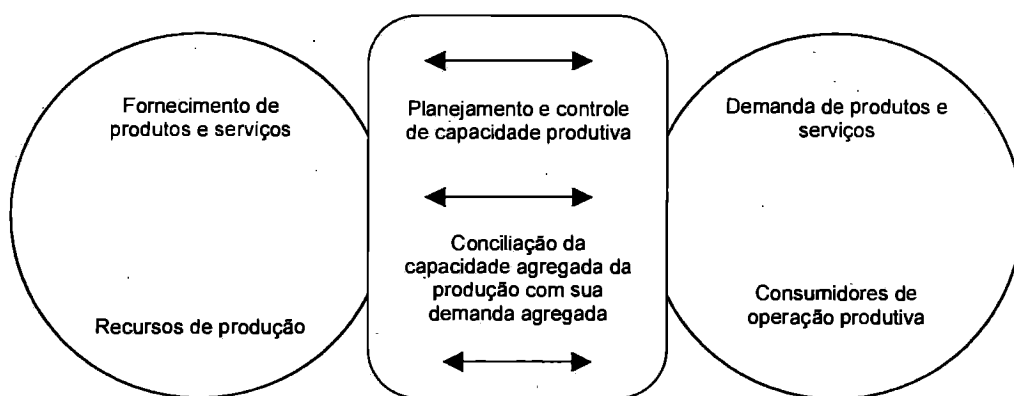 Fornecimento de
produtos e serviços
Recursos de produção
Planejamento e controle
de capacidade produtiva
Conciliação da
capacidade agregada da
produção com sua
demanda agregada
Demanda de produtos e
serviços
Consumidores de
operação produtiva